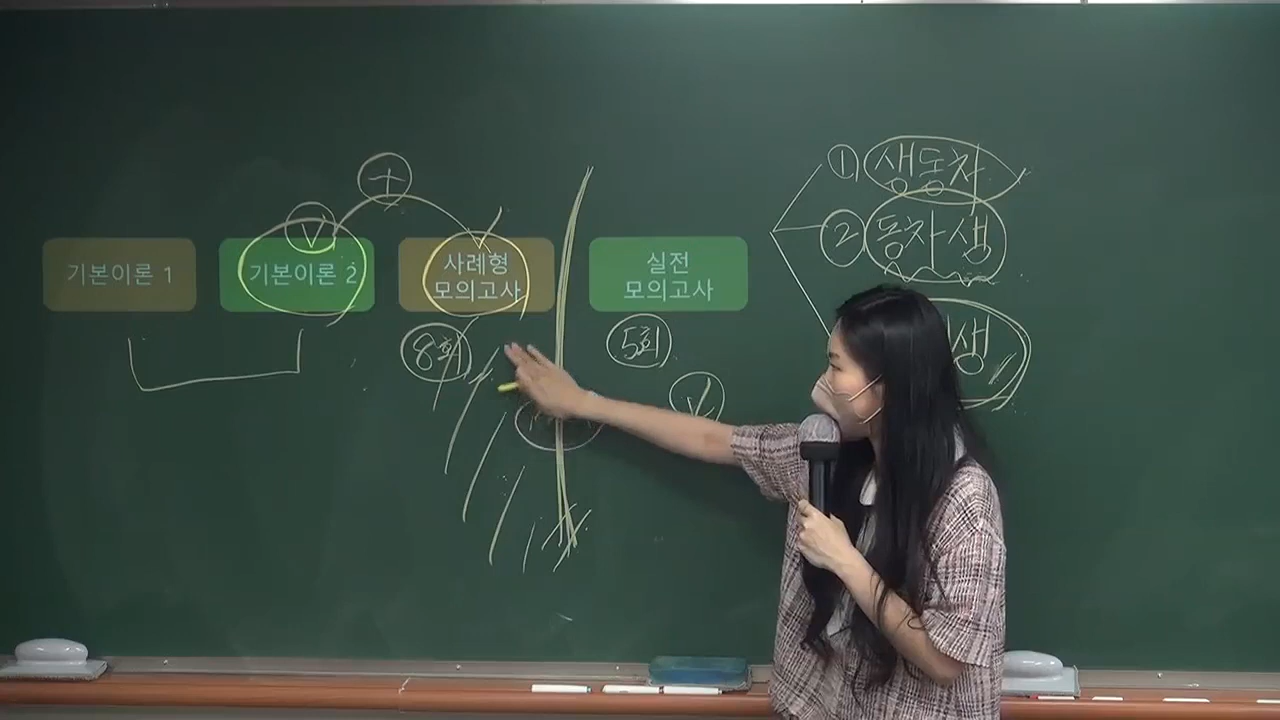 ① 생동차
② 동차생
생
+
기본이론 1
기본이론 2
사례형
모의고사
실전
모의고사
8회
5회